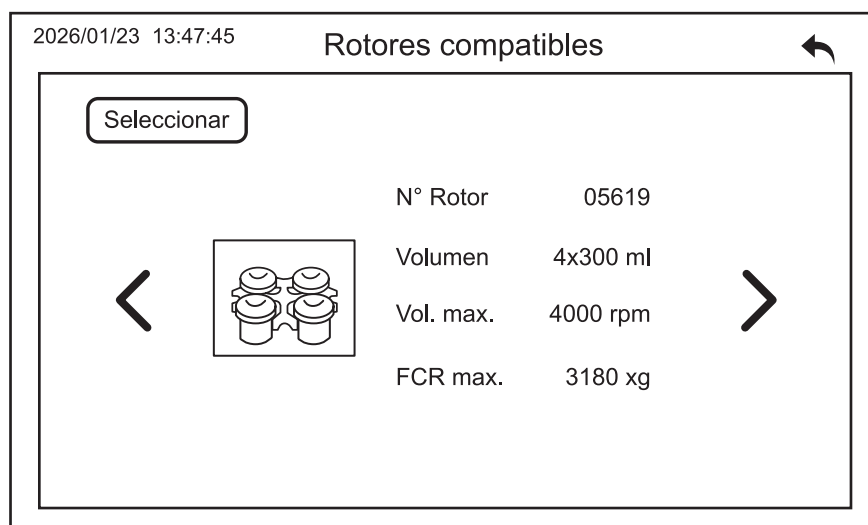 2026/01/23 13:47:45
Rotores compatibles
Seleccionar
N° Rotor 05619
Volumen 4x300 ml
Vol. max. 4000 rpm
FCR max. 3180 xg